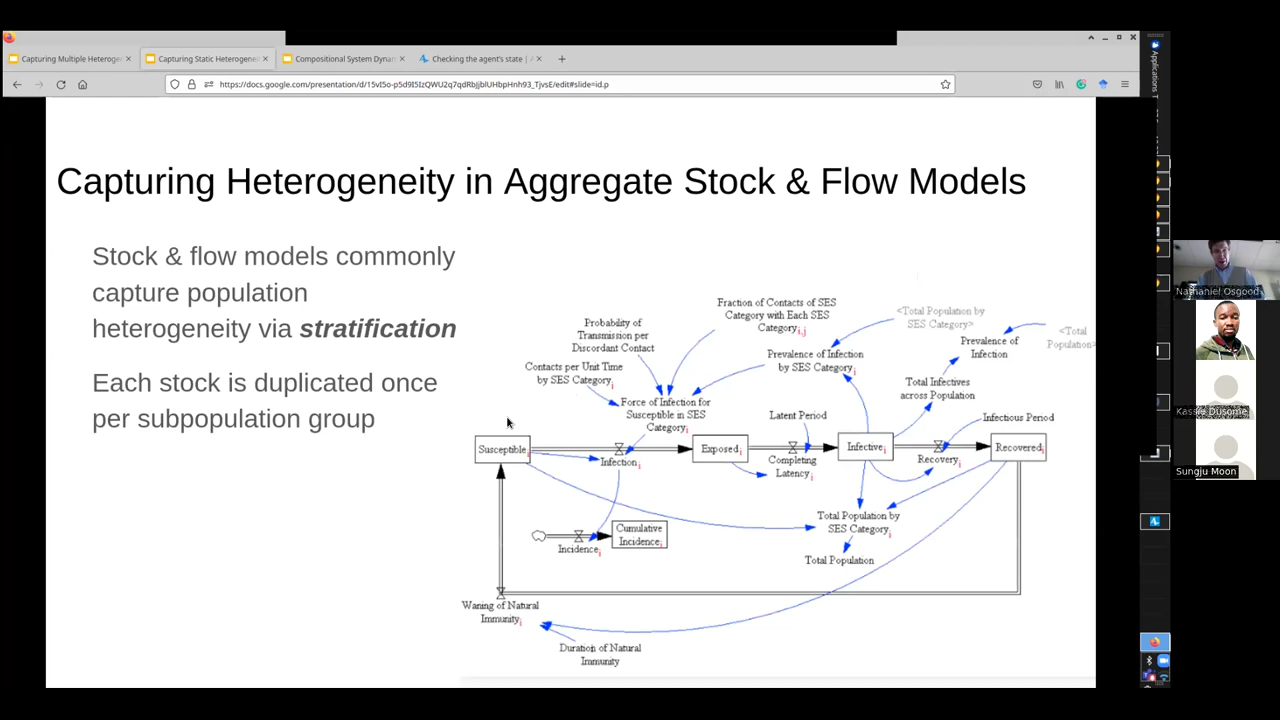 Capturing Multiple Heteroge
Capturing Static Heteroge
Compositional System Dyna
Checking the agent's state | A
https://docs.google.com/presentation/d/
Applications
Capturing Heterogeneity in Aggregate Stock & Flow Models
Stock & flow models commonly
capture population
heterogeneity via stratification
Each stock is duplicated once
per subpopulation group
Fraction of Contacts of SES
Category with Each SES
Category i,j
<Total Population by
SES Category>
Probability of
Transmission per
Discordant Contact
<Total
Population>
Prevalence of
Infection
Prevalence of Infection
by SES Category i
Contacts per Unit Time
by SES Category i
Total Infectives
across Population
Force of Infection for
Susceptible in SES
Category i
Latent Period
Infectious Period
Susceptible i
Infection i
Exposed i
Completing
Latency i
Infective i
Recovery i
Recovered i
Total Population by
SES Category i
Total Population
Incidence i
Cumulative
Incidence i
Waning of Natural
Immunity i
Duration of Natural
Immunity
Nathaniel Osgood
Kassie Dusome
Sungju Moon